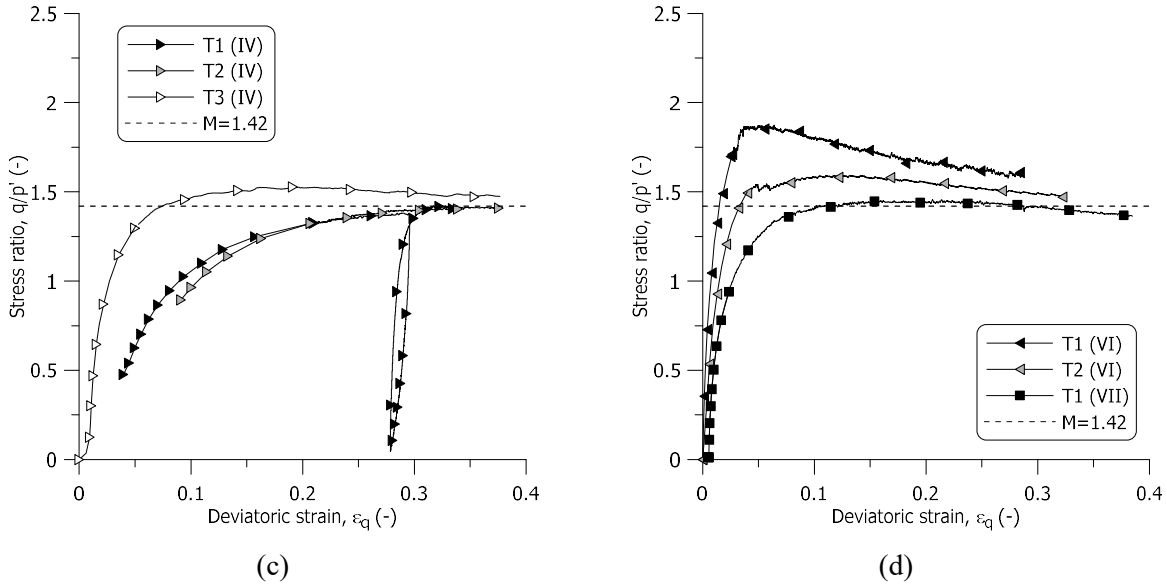 2.5
2
1.5
1
0.5
0
Stress ratio, q/p' (-)
T1 (IV)
T2 (IV)
T3 (IV)
M=1.42
0 0.1 0.2 0.3 0.4
Deviatoric strain, εq (-)
(c)
2.5
2
1.5
1
0.5
0
Stress ratio, q/p' (-)
T1 (VI)
T2 (VI)
T1 (VII)
M=1.42
0 0.1 0.2 0.3 0.4
Deviatoric strain, εq (-)
(d)